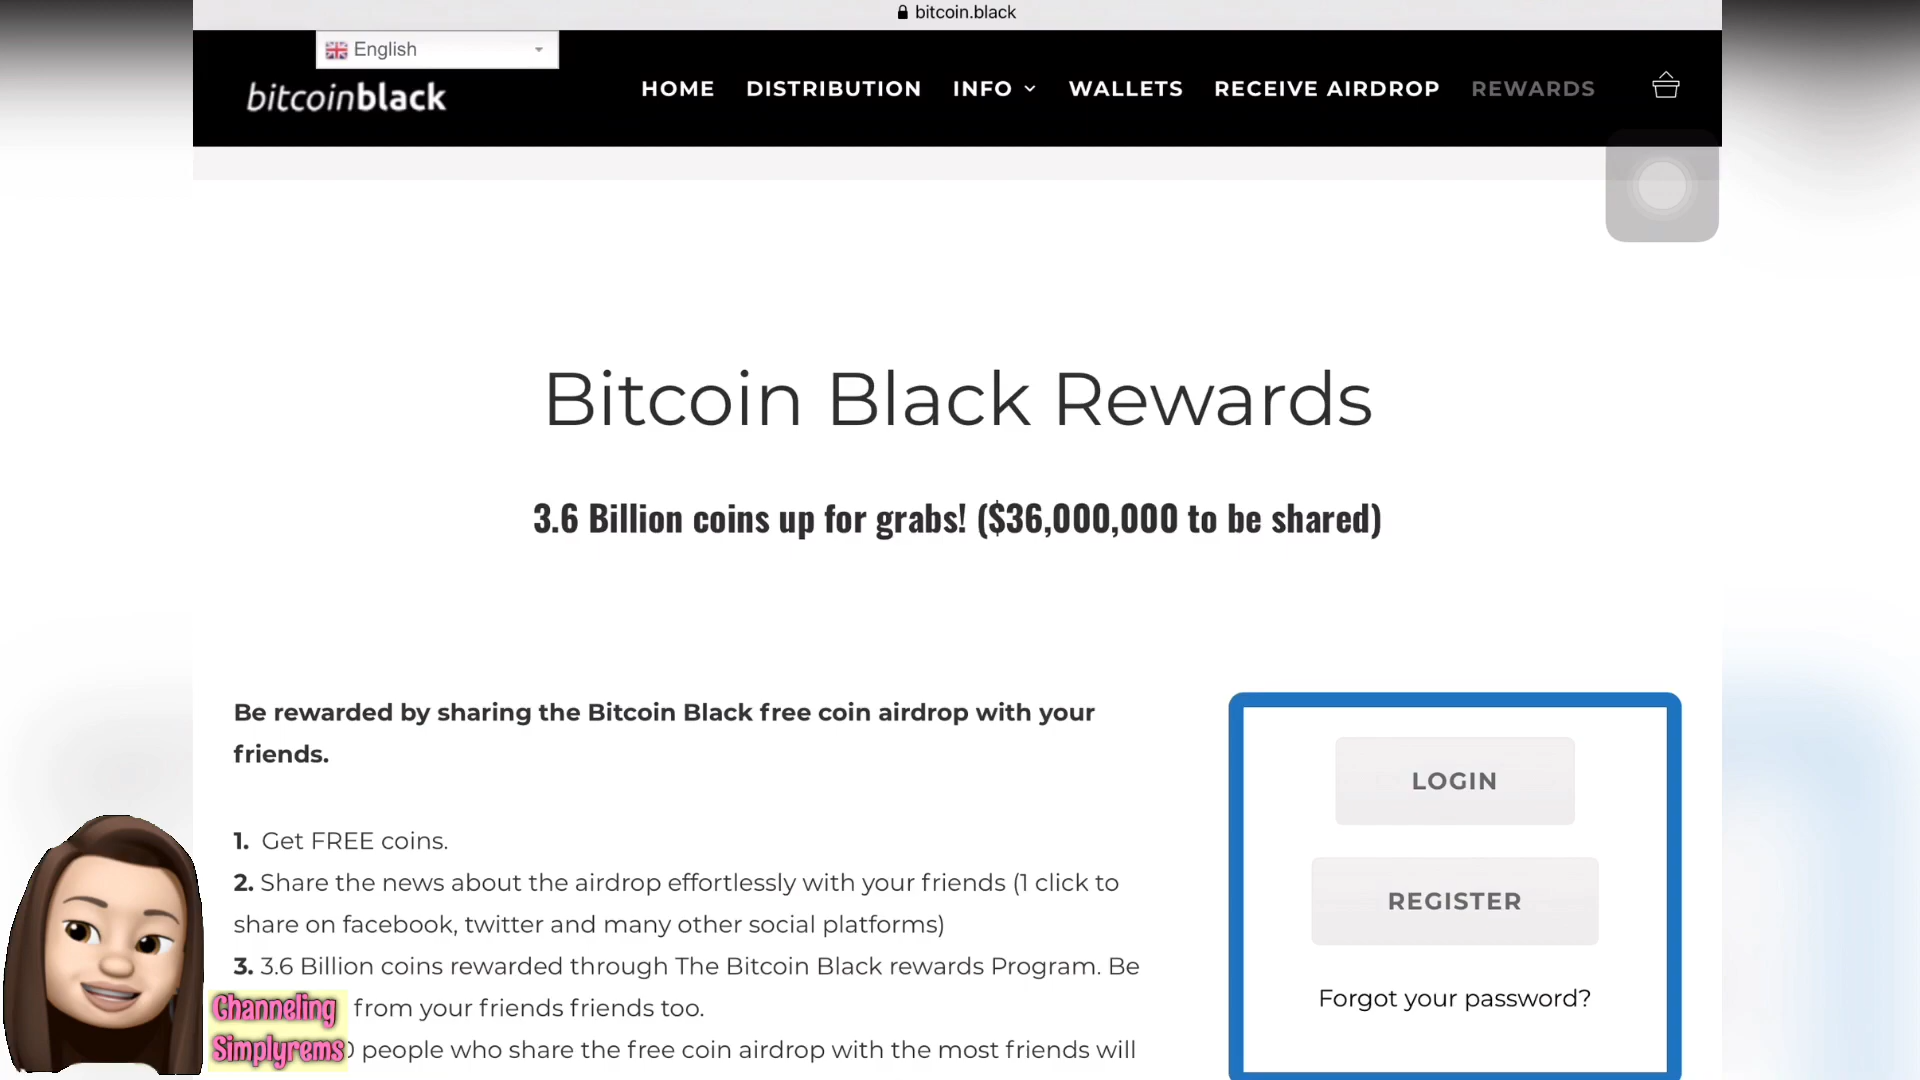 bitcoin.black
English
bitcoinblack
HOME DISTRIBUTION INFO WALLETS RECEIVE AIRDROP REWARDS
Bitcoin Black Rewards
3.6 Billion coins up for grabs! ($36,000,000 to be shared)
Be rewarded by sharing the Bitcoin Black free coin airdrop with your
friends.
1. Get FREE coins.
2. Share the news about the airdrop effortlessly with your friends (1 click to
share on facebook, twitter and many other social platforms)
3. 3.6 Billion coins rewarded through The Bitcoin Black rewards Program. Be
from your friends friends too.
people who share the free coin airdrop with the most friends will
LOGIN
REGISTER
Forgot your password?
Channeling
Simplyrems